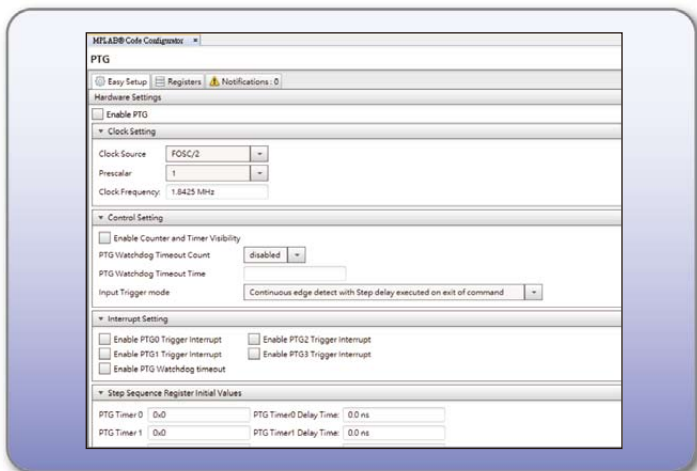 MPLAB® Code Configurator ×
PTG
Easy Setup Registers Notifications : 0
Hardware Settings
Enable PTG
Clock Setting
Clock Source FOSC/2
Prescalar 1
Clock Frequency: 1.8425 MHz
Control Setting
Enable Counter and Timer Visibility
PTG Watchdog Timeout Count disabled
PTG Watchdog Timeout Time
Input Trigger mode Continuous edge detect with Step delay executed on exit of command
Interrupt Setting
Enable PTG0 Trigger Interrupt Enable PTG2 Trigger Interrupt
Enable PTG1 Trigger Interrupt Enable PTG3 Trigger Interrupt
Enable PTG Watchdog timeout
Step Sequence Register Initial Values
PTG Timer 0 0x0 PTG Timer0 Delay Time: 0.0 ns
PTG Timer 1 0x0 PTG Timer1 Delay Time: 0.0 ns